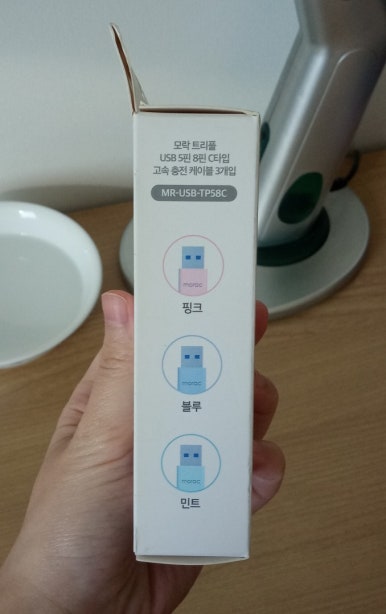 모락 트리플
USB 5핀 8핀 C타입
고속 충전 케이블 3개입
MR-USB-TP58C
morac
핑크
morac
블루
morac
민트